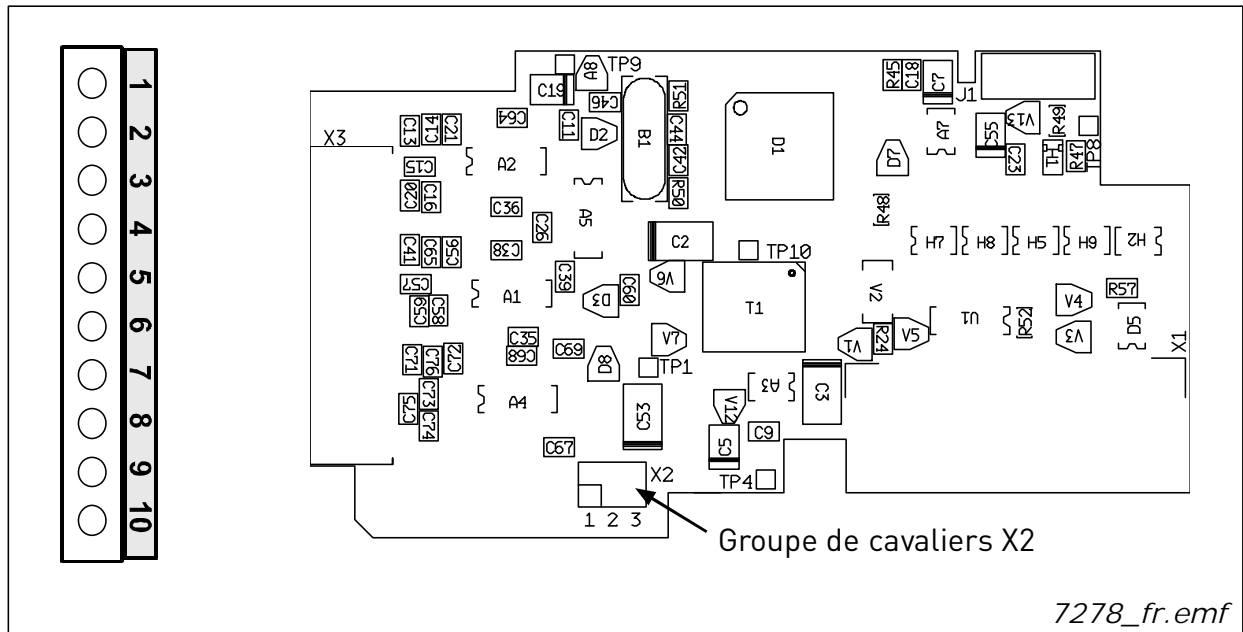 1
2
3
4
5
6
7
8
9
10
X3
C13
C14
C21
C15
C20
C16
C41
C65
C56
C57
C59
C58
C71
C76
C72
C73
C75
C74
C19
A8
TP9
C46
C64
C11
D2
B1
R51
C44
C42
R50
A2
C36
A5
C26
C38
C39
A1
D3
C60
C35
C68
C69
D8
A4
C67
D1
C2
V6
TP10
T1
V7
TP1
C53
V12
C5
C9
A3
C3
TP4
R45
C18
C7
J1
A7
D7
C55
V13
R49
C23
H1
R47
TP8
R48
H7
H8
H5
H9
H2
V2
V1
R24
V5
U1
R52
V4
V3
R57
D5
X1
X2
1 2 3
Groupe de cavaliers X2
7278_fr.emf